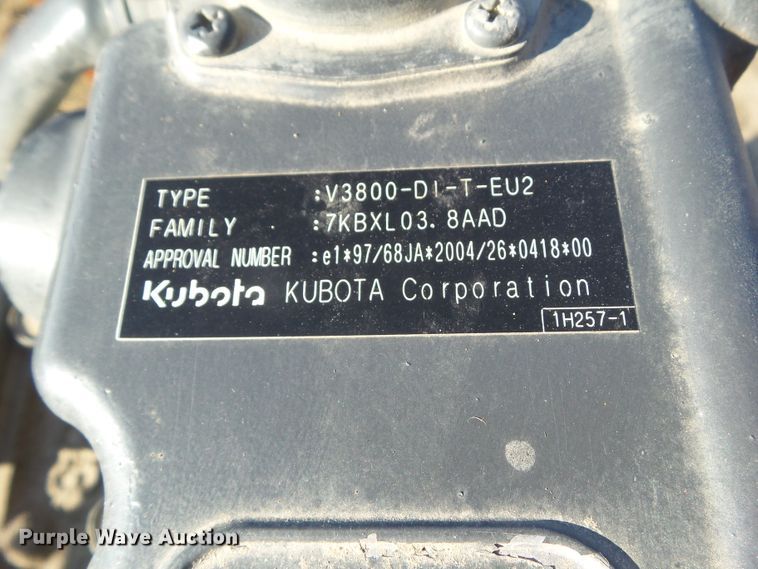 TYPE :V3800-DI-T-EU2
FAMILY :7KBXL03.8AAD
APPROVAL NUMBER :e1*97/68JA*2004/26*0418*00
Kubota KUBOTA Corporation
1H257-1
Purple Wave Auction